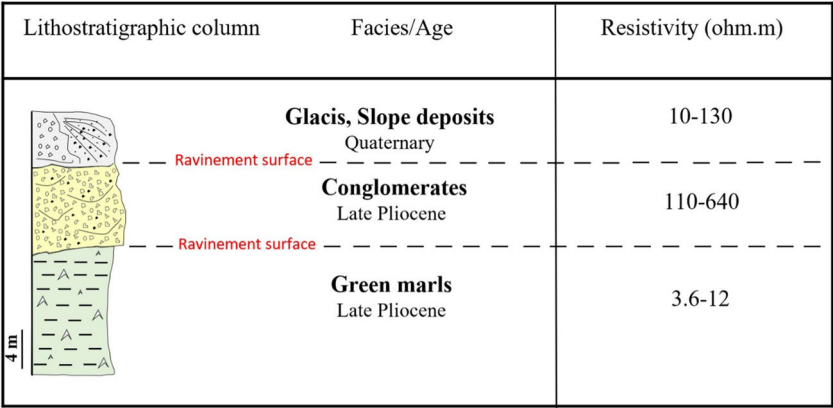 Lithostratigraphic column Facies/Age Resistivity (ohm.m)
Glacis, Slope deposits 10-130
Quaternary
Ravinement surface
Conglomerates 110-640
Late Pliocene
Ravinement surface
Green marls 3.6-12
Late Pliocene
4 m